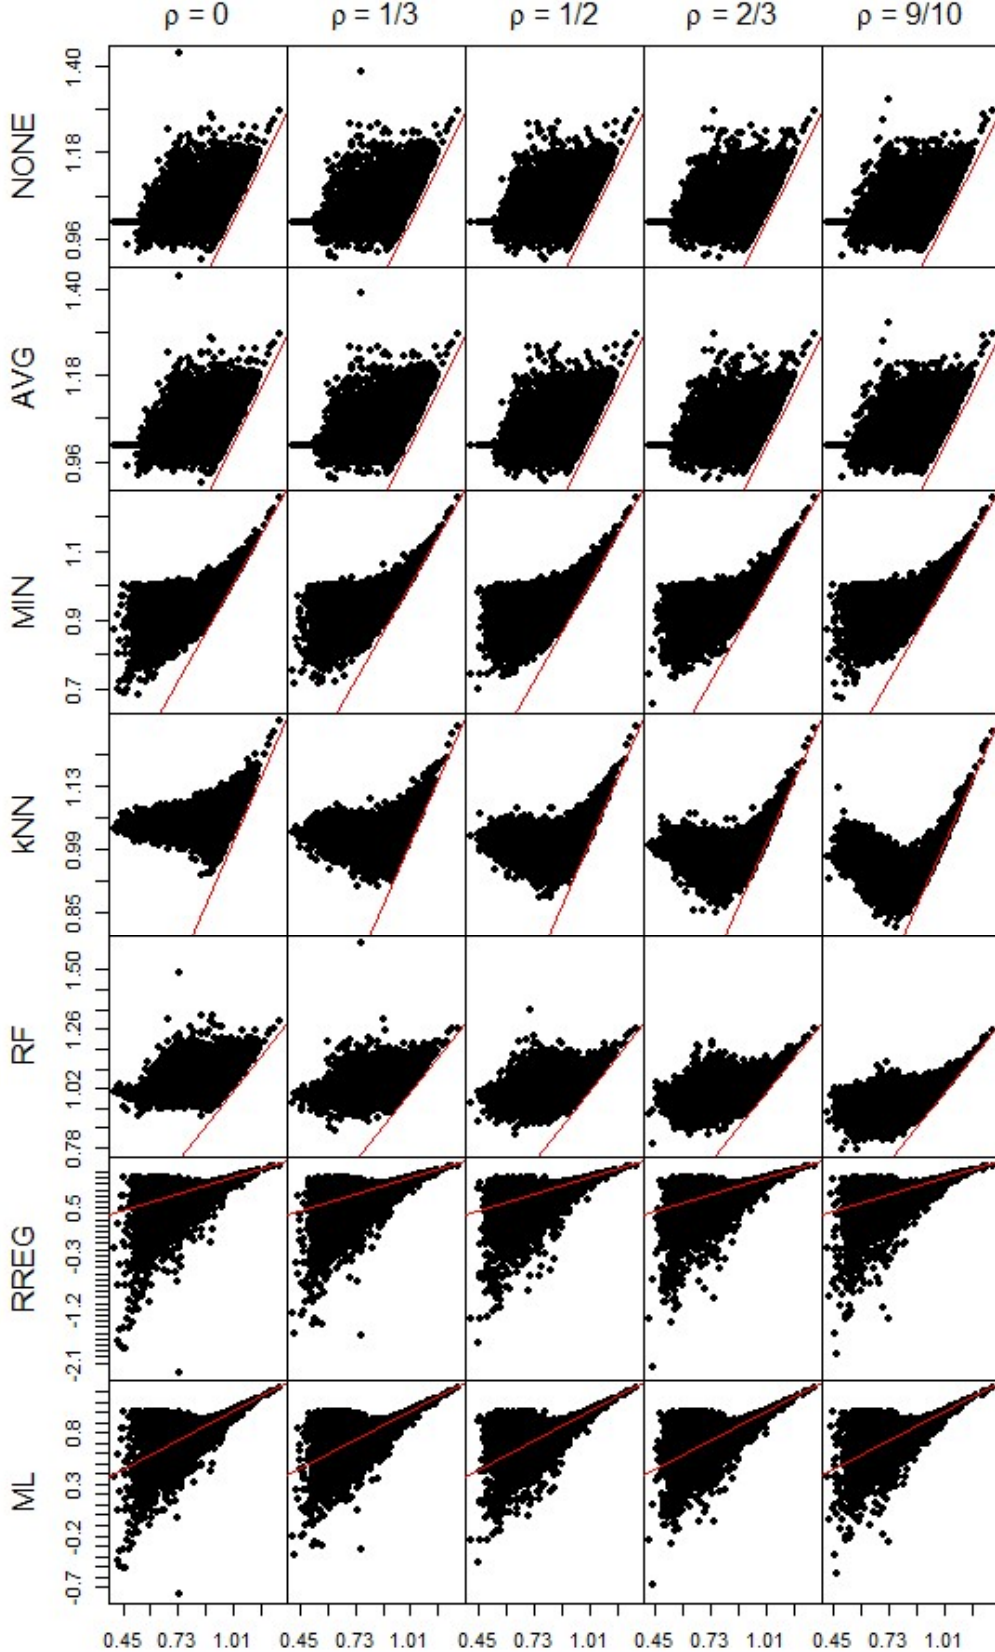 ρ = 0 ρ = 1/3 ρ = 1/2 ρ = 2/3 ρ = 9/10
NONE
1.40
1.18
0.96
AVG
1.40
1.18
0.96
MIN
1.1
0.9
0.7
kNN
1.13
0.99
0.85
RF
1.50
1.26
1.02
0.78
RREG
0.5
-0.3
-1.2
-2.1
ML
0.8
0.3
-0.2
-0.7
0.45 0.73 1.01 0.45 0.73 1.01 0.45 0.73 1.01 0.45 0.73 1.01 0.45 0.73 1.01